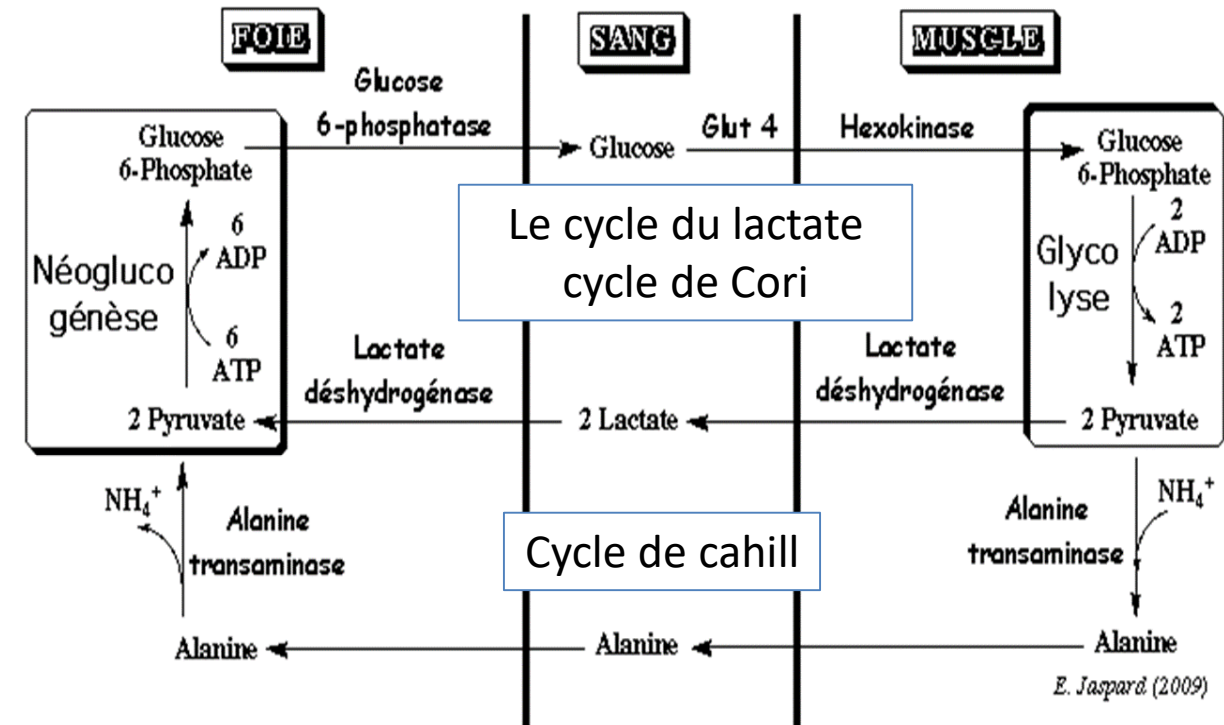 FOIE
SANG
MUSCLE
Glucose
6-phosphatase
Glucose
6-Phosphate
Glucose
Glut 4
Hexokinase
Glucose
6-Phosphate
Le cycle du lactate
cycle de Cori
6
ADP
Néogluco
génèse
6
ATP
2
ADP
Glyco
lyse
2
ATP
Lactate
déshydrogénase
Lactate
déshydrogénase
2 Pyruvate
2 Lactate
2 Pyruvate
NH₄⁺
Alanine
transaminase
Cycle de cahill
Alanine
transaminase
NH₄⁺
Alanine
Alanine
Alanine
E. Jaspard (2009)